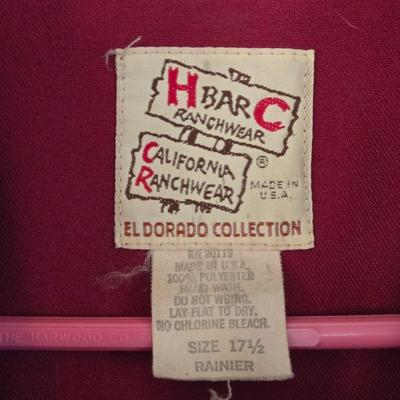 H BAR C
RANCHWEAR
CALIFORNIA
RANCHWEAR
®
MADE IN
U.S.A.
EL DORADO COLLECTION
MADE IN U.S.A.
100% POLYESTER
HAND WASH.
DO NOT WRING.
LAY FLAT TO DRY.
NO CHLORINE BLEACH.
THE HARWOOD CO
SIZE 17½
RAINIER